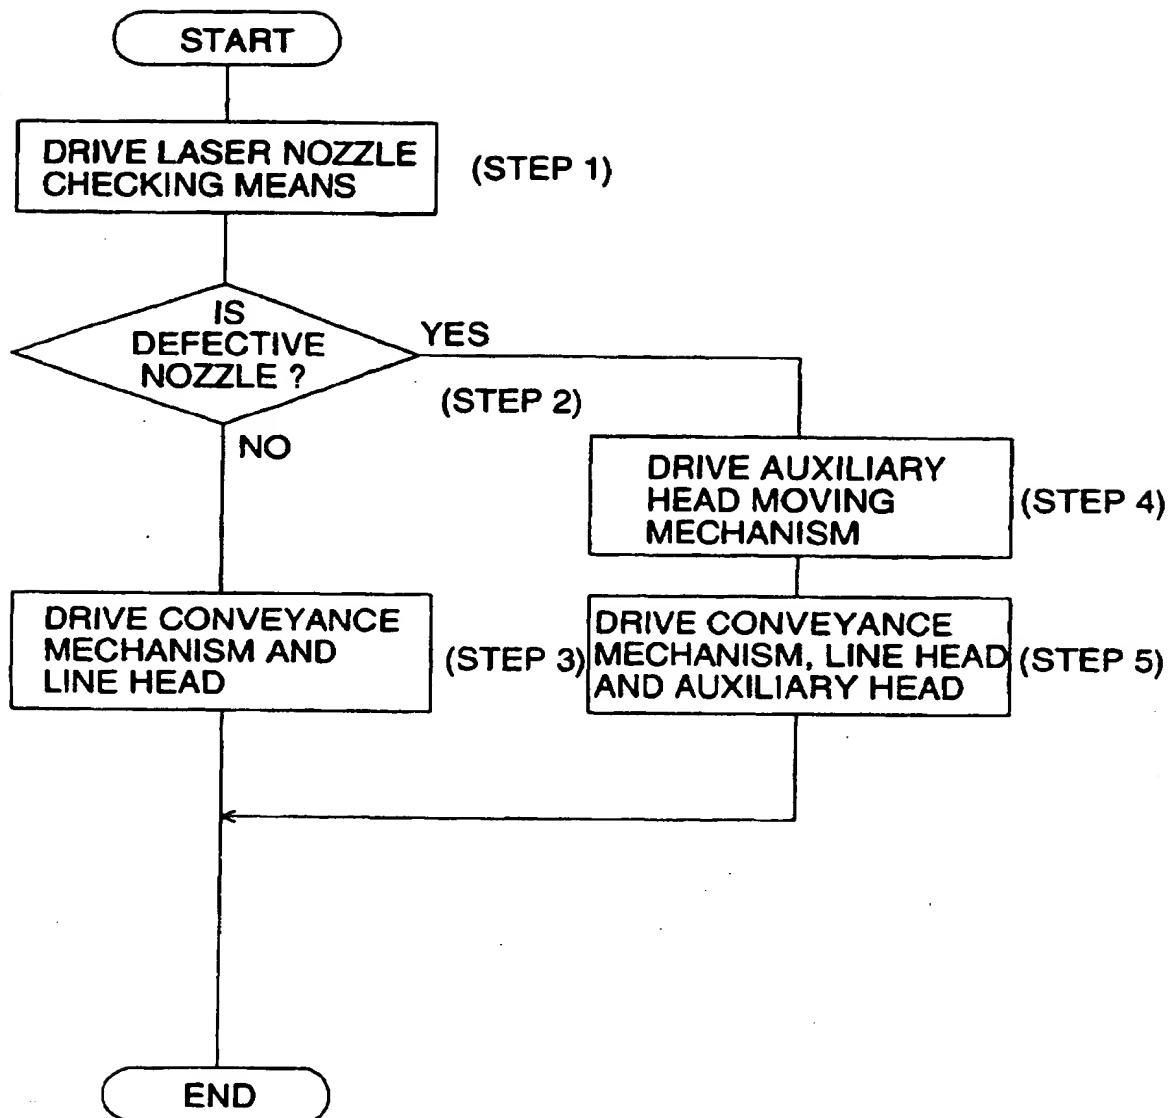 START
DRIVE LASER NOZZLE
CHECKING MEANS
(STEP 1)
IS
DEFECTIVE
NOZZLE ?
YES
(STEP 2)
NO
DRIVE AUXILIARY
HEAD MOVING
MECHANISM
(STEP 4)
DRIVE CONVEYANCE
MECHANISM AND
LINE HEAD
(STEP 3)
DRIVE CONVEYANCE
MECHANISM, LINE HEAD
AND AUXILIARY HEAD
(STEP 5)
END